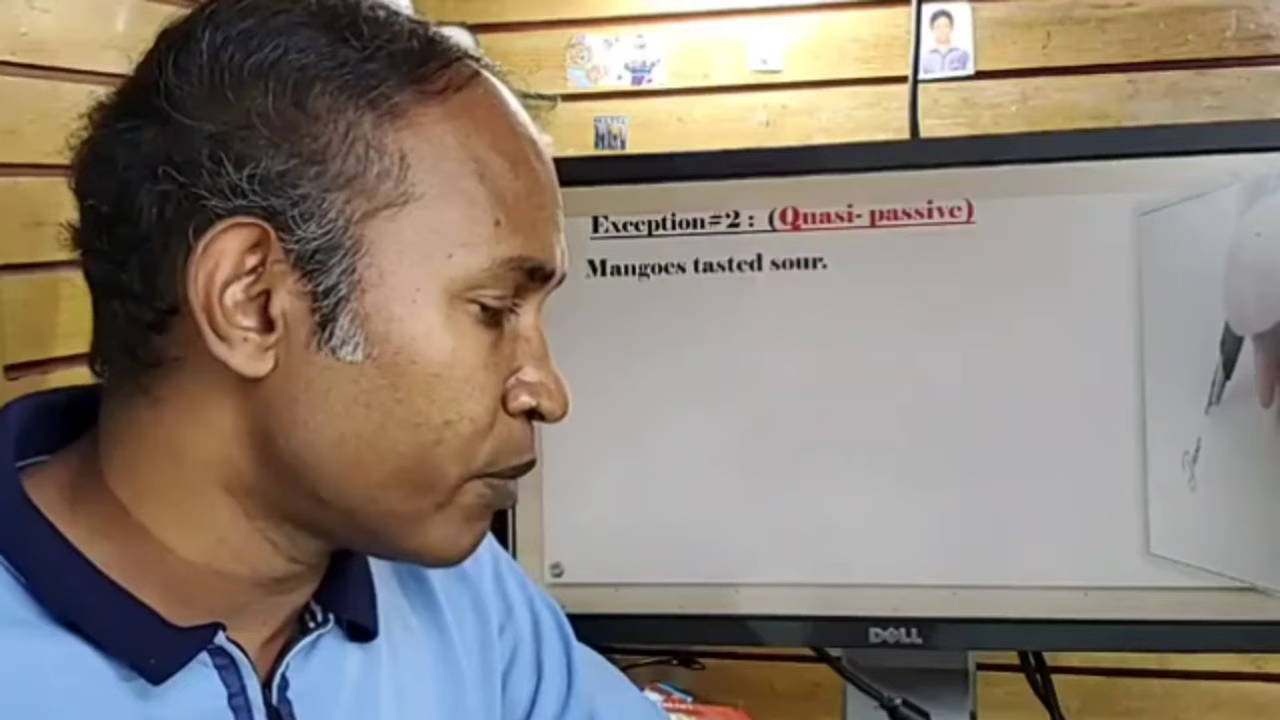 Exception#2 : (Quasi- passive)
Mangoes tasted sour.
DELL